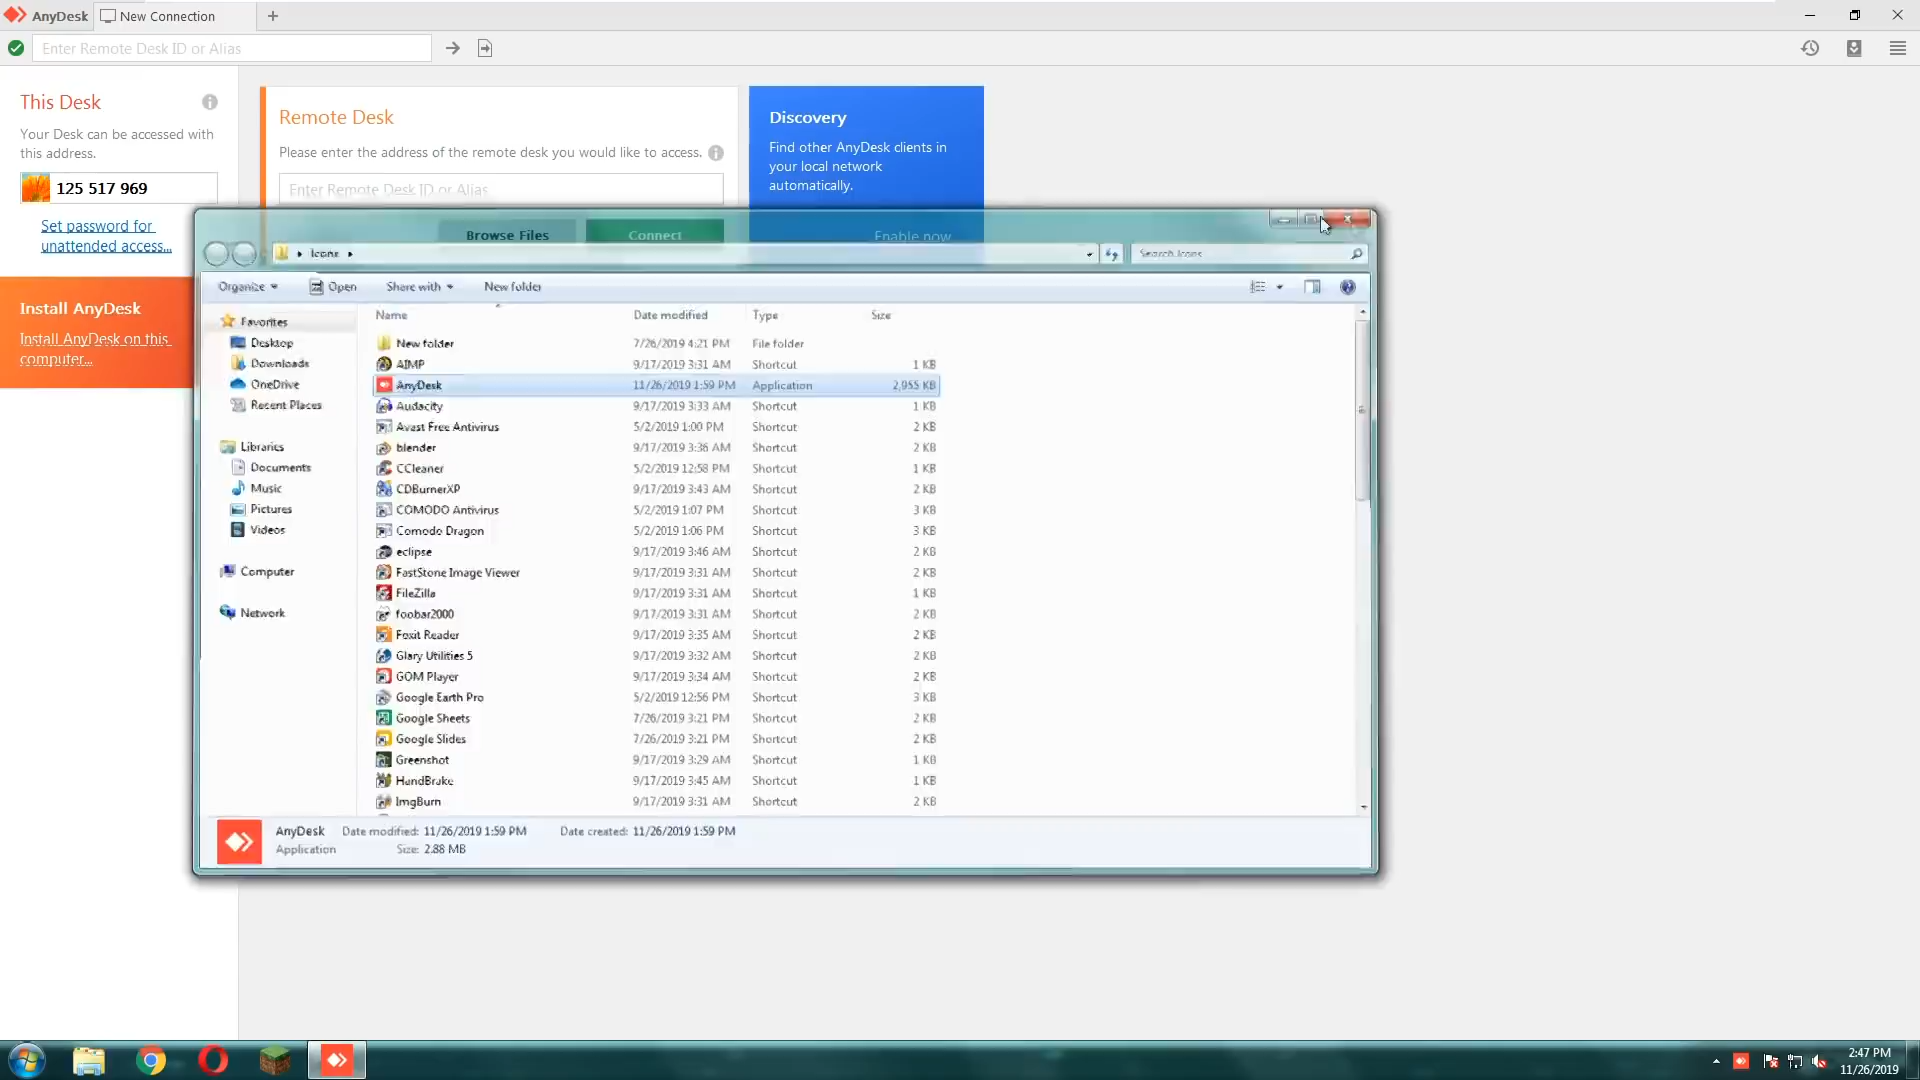 AnyDesk
New Connection
Enter Remote Desk ID or Alias
This Desk
Your Desk can be accessed with
this address.
125 517 969
Set password for
unattended access...
Install AnyDesk
Install AnyDesk on this
computer...
Remote Desk
Please enter the address of the remote desk you would like to access.
Enter Remote Desk ID or Alias
Browse Files
Connect
Discovery
Find other AnyDesk clients in
your local network
automatically.
Enable now
Icons
Search Icons
Organize
Open
Share with
New folder
Favorites
Desktop
Downloads
OneDrive
Recent Places
Libraries
Documents
Music
Pictures
Videos
Computer
Network
Name Date modified Type Size
New folder 7/26/2019 4:21 PM File folder
AIMP 9/17/2019 3:31 AM Shortcut 1 KB
AnyDesk 11/26/2019 1:59 PM Application 2,955 KB
Audacity 9/17/2019 3:33 AM Shortcut 1 KB
Avast Free Antivirus 5/2/2019 1:00 PM Shortcut 2 KB
blender 9/17/2019 3:36 AM Shortcut 2 KB
CCleaner 5/2/2019 12:58 PM Shortcut 1 KB
CDBurnerXP 9/17/2019 3:43 AM Shortcut 2 KB
COMODO Antivirus 5/2/2019 1:07 PM Shortcut 3 KB
Comodo Dragon 5/2/2019 1:06 PM Shortcut 3 KB
eclipse 9/17/2019 3:46 AM Shortcut 2 KB
FastStone Image Viewer 9/17/2019 3:31 AM Shortcut 2 KB
FileZilla 9/17/2019 3:31 AM Shortcut 1 KB
foobar2000 9/17/2019 3:31 AM Shortcut 2 KB
Foxit Reader 9/17/2019 3:35 AM Shortcut 2 KB
Glary Utilities 5 9/17/2019 3:32 AM Shortcut 2 KB
GOM Player 9/17/2019 3:34 AM Shortcut 2 KB
Google Earth Pro 5/2/2019 12:56 PM Shortcut 3 KB
Google Sheets 7/26/2019 3:21 PM Shortcut 2 KB
Google Slides 7/26/2019 3:21 PM Shortcut 2 KB
Greenshot 9/17/2019 3:29 AM Shortcut 1 KB
HandBrake 9/17/2019 3:45 AM Shortcut 1 KB
ImgBurn 9/17/2019 3:31 AM Shortcut 2 KB
AnyDesk Date modified: 11/26/2019 1:59 PM Date created: 11/26/2019 1:59 PM
Application Size: 2.88 MB
2:47 PM
11/26/2019